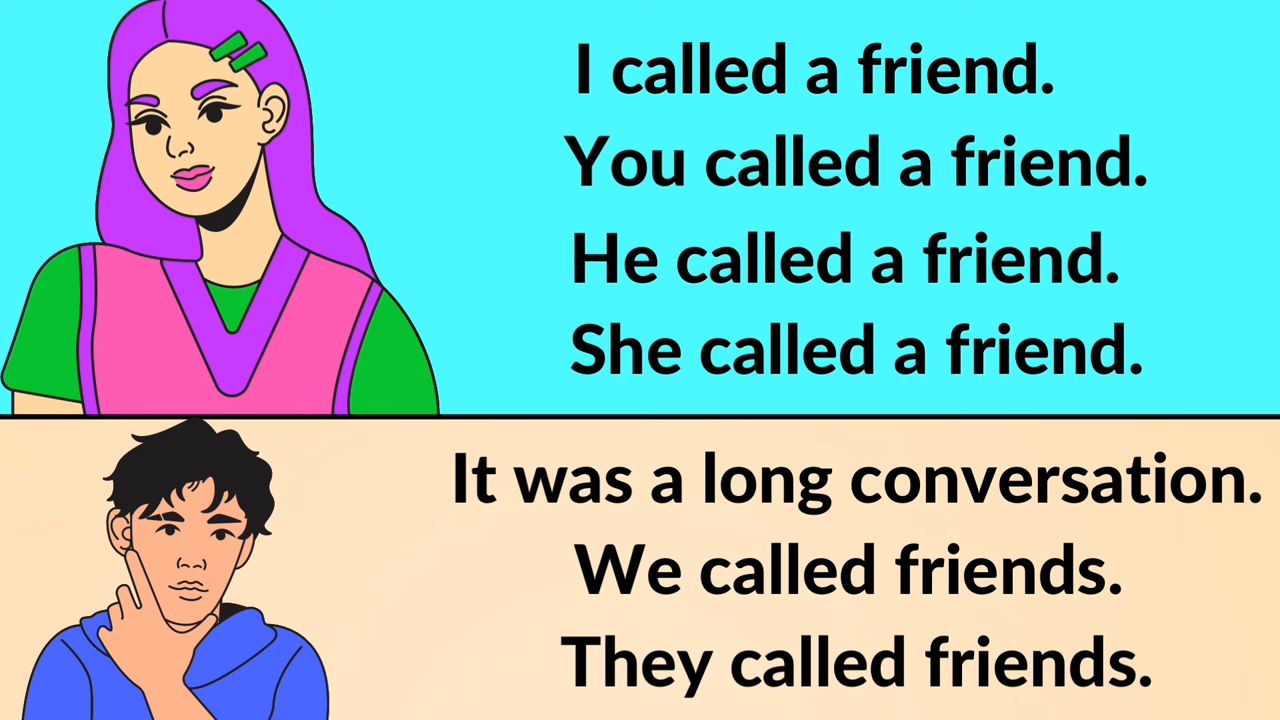 I called a friend.
You called a friend.
He called a friend.
She called a friend.
It was a long conversation.
We called friends.
They called friends.